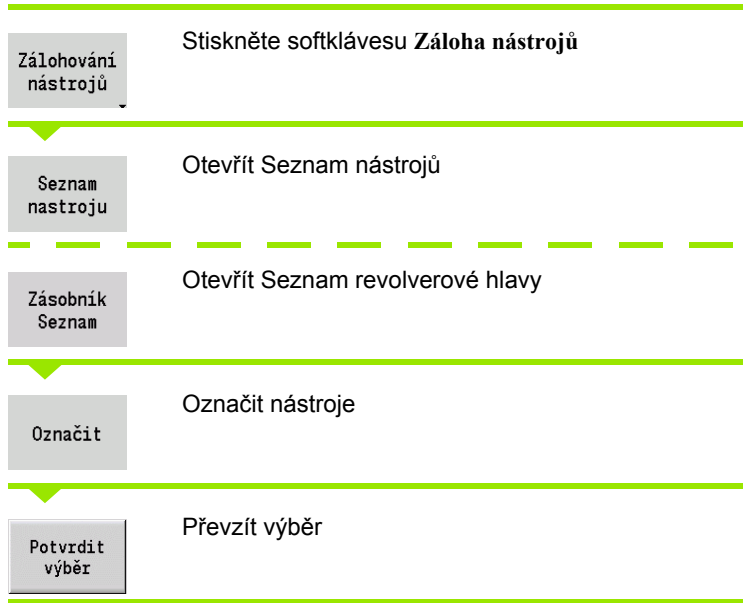 Zálohování
nástrojů
Stiskněte softklávesu Záloha nástrojů
Seznam
nastroju
Otevřít Seznam nástrojů
Zásobník
Seznam
Otevřít Seznam revolverové hlavy
Označit
Označit nástroje
Potvrdit
výběr
Převzít výběr